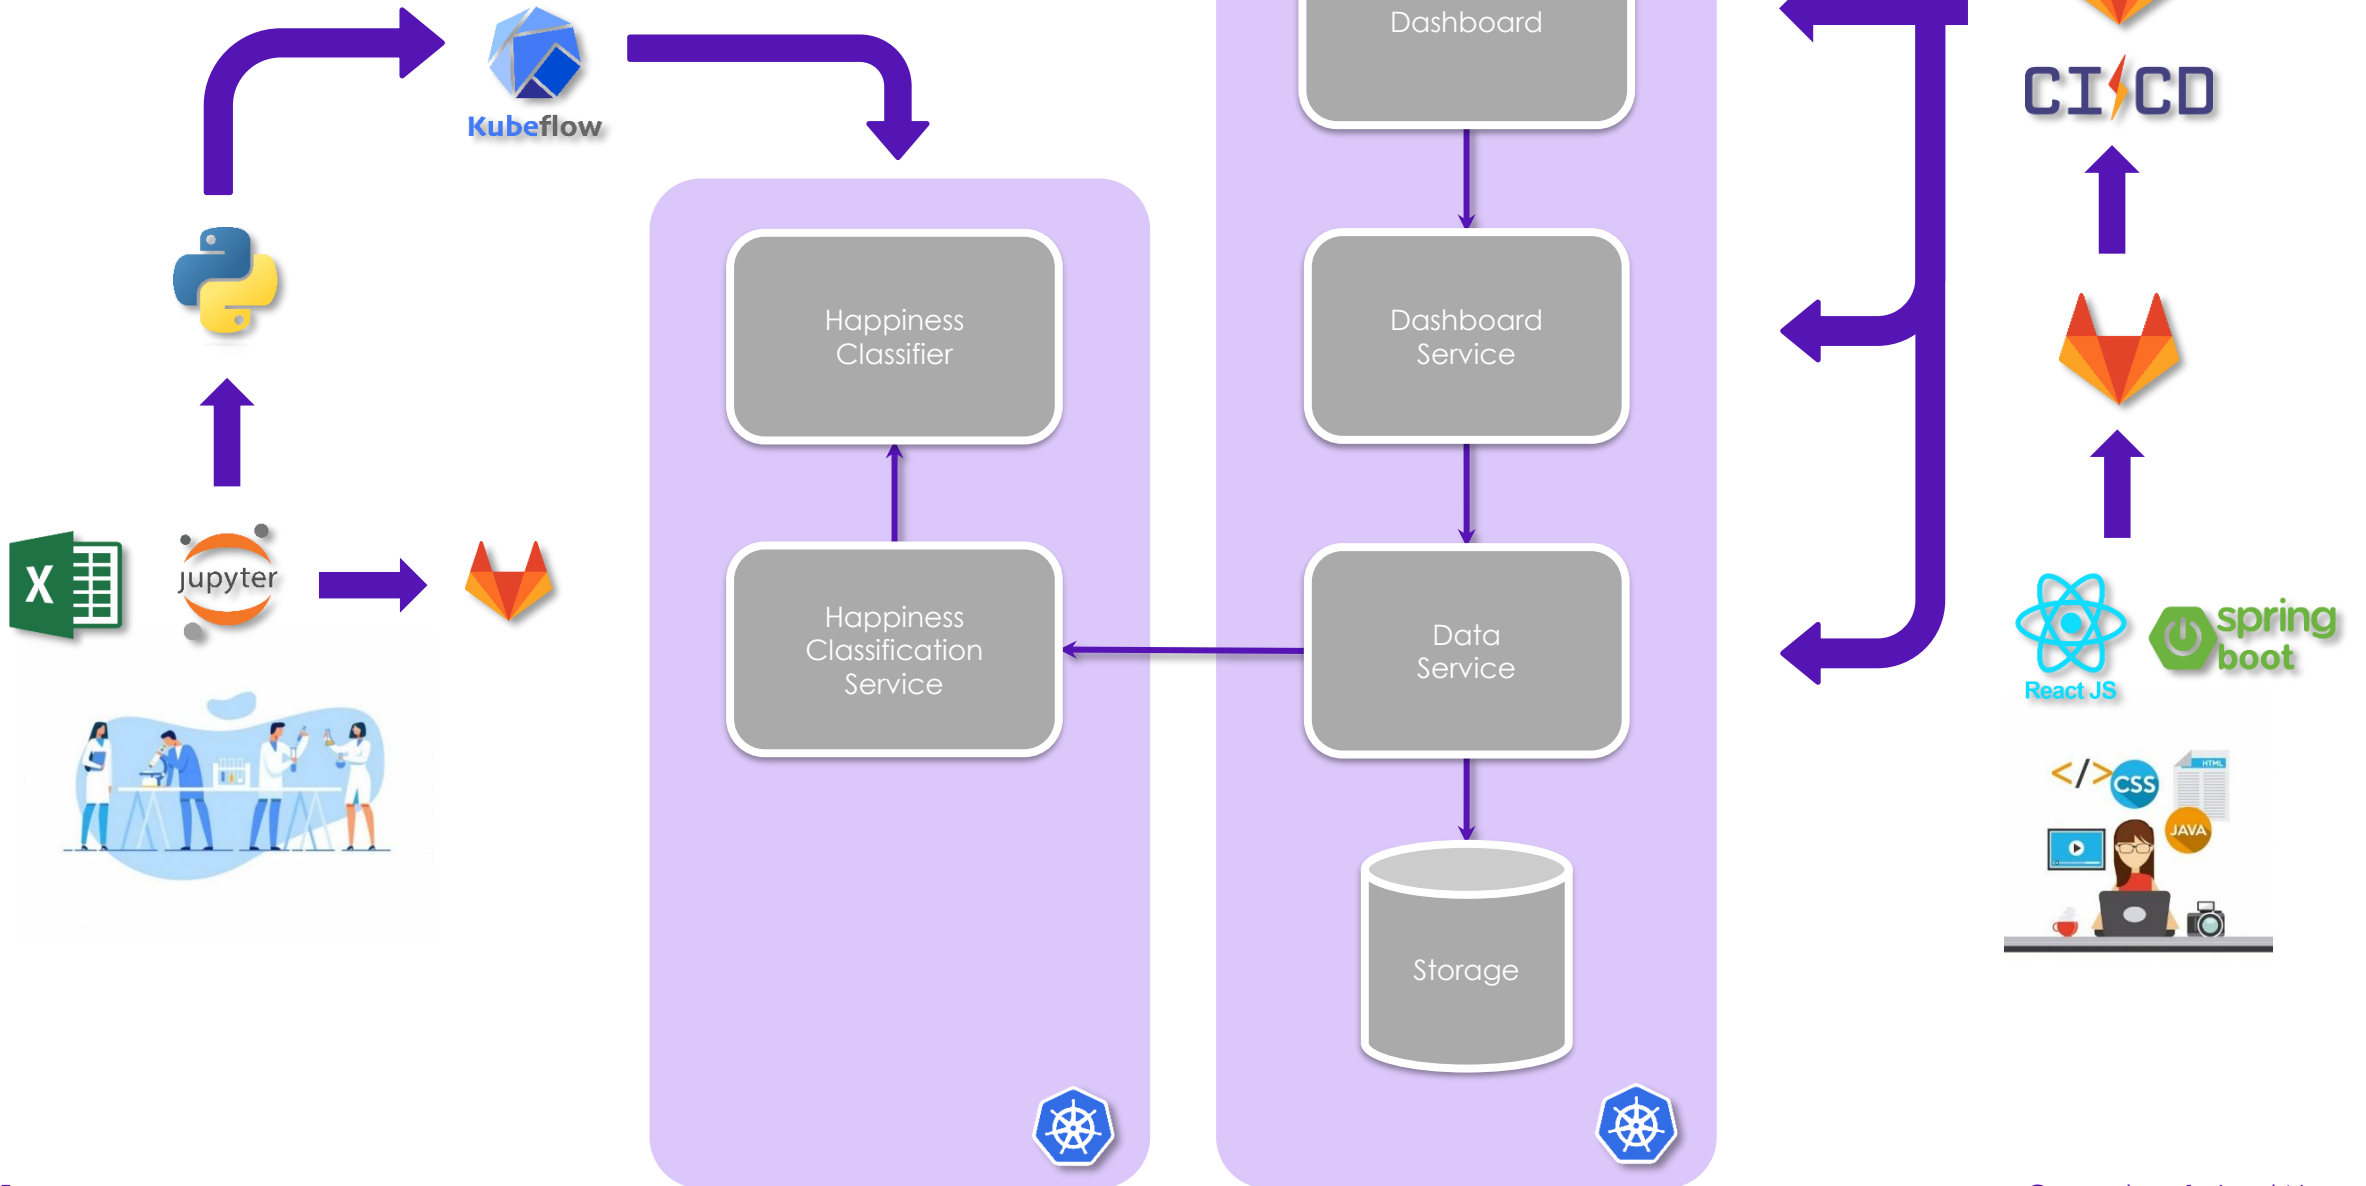 Dashboard
CI/CD
Kubeflow
Happiness
Classifier
Dashboard
Service
X
jupyter
Happiness
Classification
Service
Data
Service
spring
boot
React JS
</>
CSS
HTML
JAVA
Storage